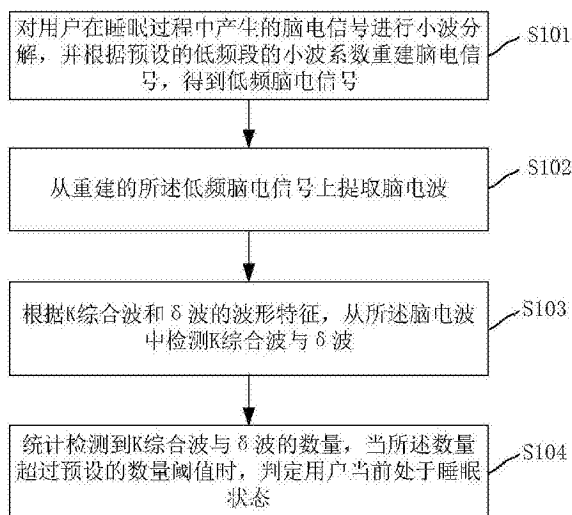 对用户在睡眠过程中产生的脑电信号进行小波分
解，并根据预设的低频段的小波系数重建脑电信
号，得到低频脑电信号
S101
从重建的所述低频脑电信号上提取脑电波
S102
根据K综合波和δ波的波形特征，从所述脑电波
中检测K综合波与δ波
S103
统计检测到K综合波与δ波的数量，当所述数量
超过预设的数量阈值时，判定用户当前处于睡眠
状态
S104